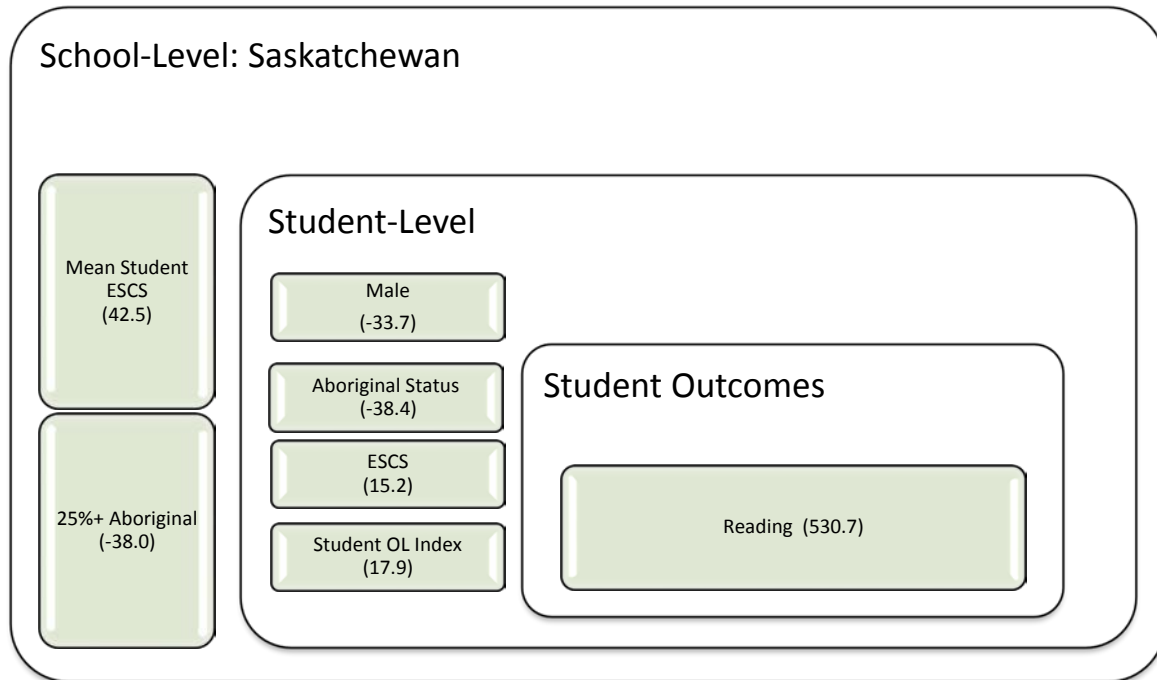 School-Level: Saskatchewan
Mean Student
ESCS
(42.5)
25%+ Aboriginal
(-38.0)
Student-Level
Male
(-33.7)
Aboriginal Status
(-38.4)
ESCS
(15.2)
Student OL Index
(17.9)
Student Outcomes
Reading (530.7)